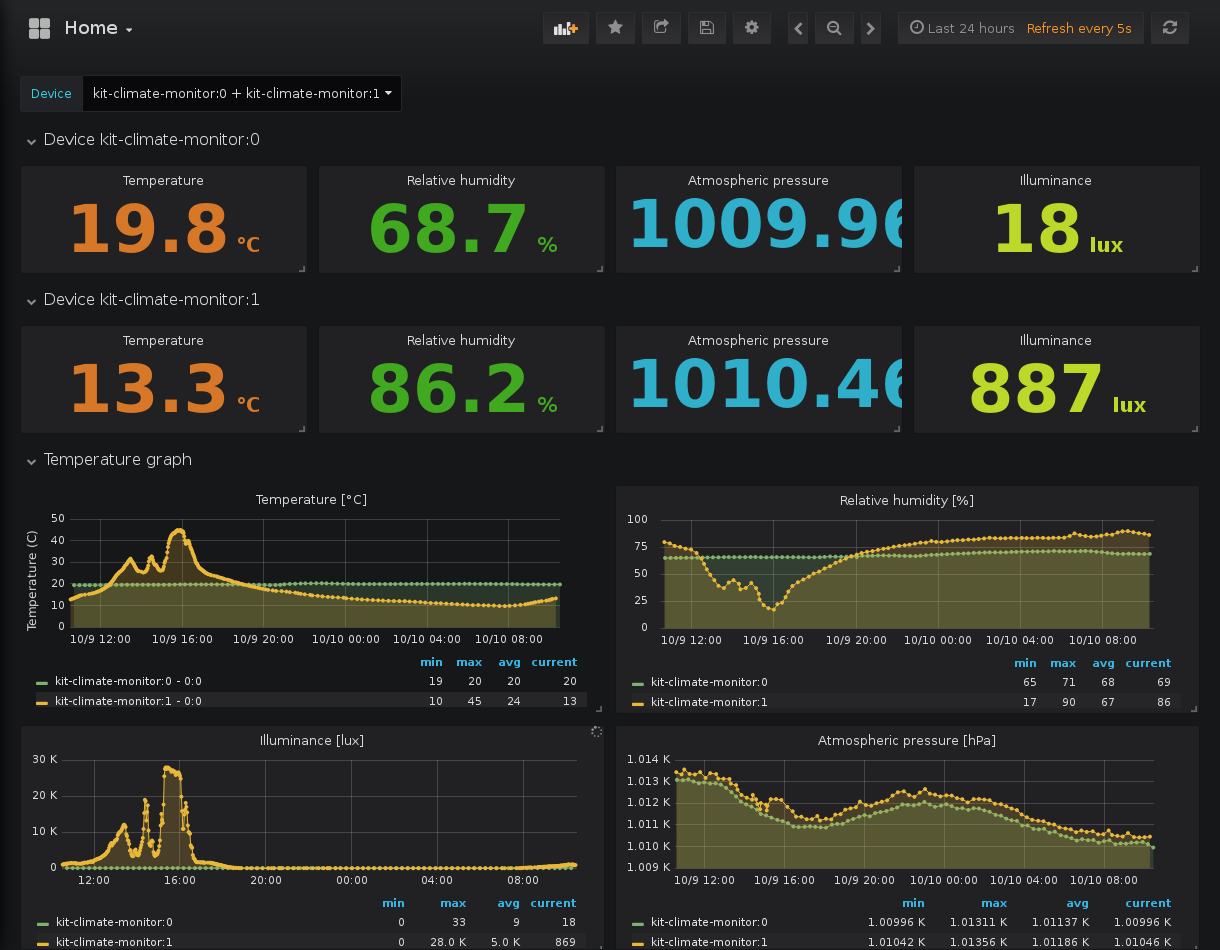 Home
Last 24 hours Refresh every 5s
Device kit-climate-monitor:0 + kit-climate-monitor:1
Device kit-climate-monitor:0
Temperature Relative humidity Atmospheric pressure Illuminance
19.8 °C 68.7 % 1009.96 18 lux
Device kit-climate-monitor:1
Temperature Relative humidity Atmospheric pressure Illuminance
13.3 °C 86.2 % 1010.46 887 lux
Temperature graph
Temperature [°C]
Temperature (C)
50
40
30
20
10
0
10/9 12:00 10/9 16:00 10/9 20:00 10/10 00:00 10/10 04:00 10/10 08:00
min max avg current
kit-climate-monitor:0 - 0:0 19 20 20 20
kit-climate-monitor:1 - 0:0 10 45 24 13
Relative humidity [%]
100
75
50
25
0
10/9 12:00 10/9 16:00 10/9 20:00 10/10 00:00 10/10 04:00 10/10 08:00
min max avg current
kit-climate-monitor:0 65 71 68 69
kit-climate-monitor:1 17 90 67 86
Illuminance [lux]
30 K
20 K
10 K
0
12:00 16:00 20:00 00:00 04:00 08:00
min max avg current
kit-climate-monitor:0 0 33 9 18
kit-climate-monitor:1 0 28.0 K 5.0 K 869
Atmospheric pressure [hPa]
1.014 K
1.013 K
1.012 K
1.011 K
1.010 K
1.009 K
10/9 12:00 10/9 16:00 10/9 20:00 10/10 00:00 10/10 04:00 10/10 08:00
min max avg current
kit-climate-monitor:0 1.00996 K 1.01311 K 1.01137 K 1.00996 K
kit-climate-monitor:1 1.01042 K 1.01356 K 1.01186 K 1.01046 K